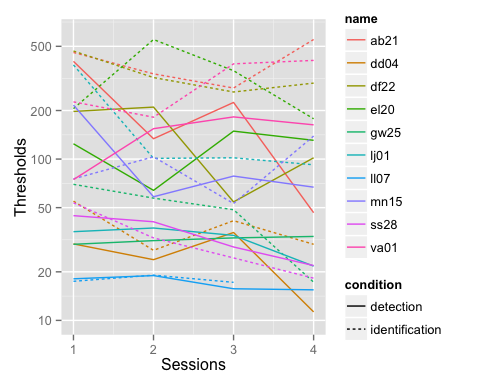 Thresholds
500
200
100
50
20
10
1 2 3 4
Sessions
name
ab21
dd04
df22
el20
gw25
lj01
ll07
mn15
ss28
va01
condition
detection
identification